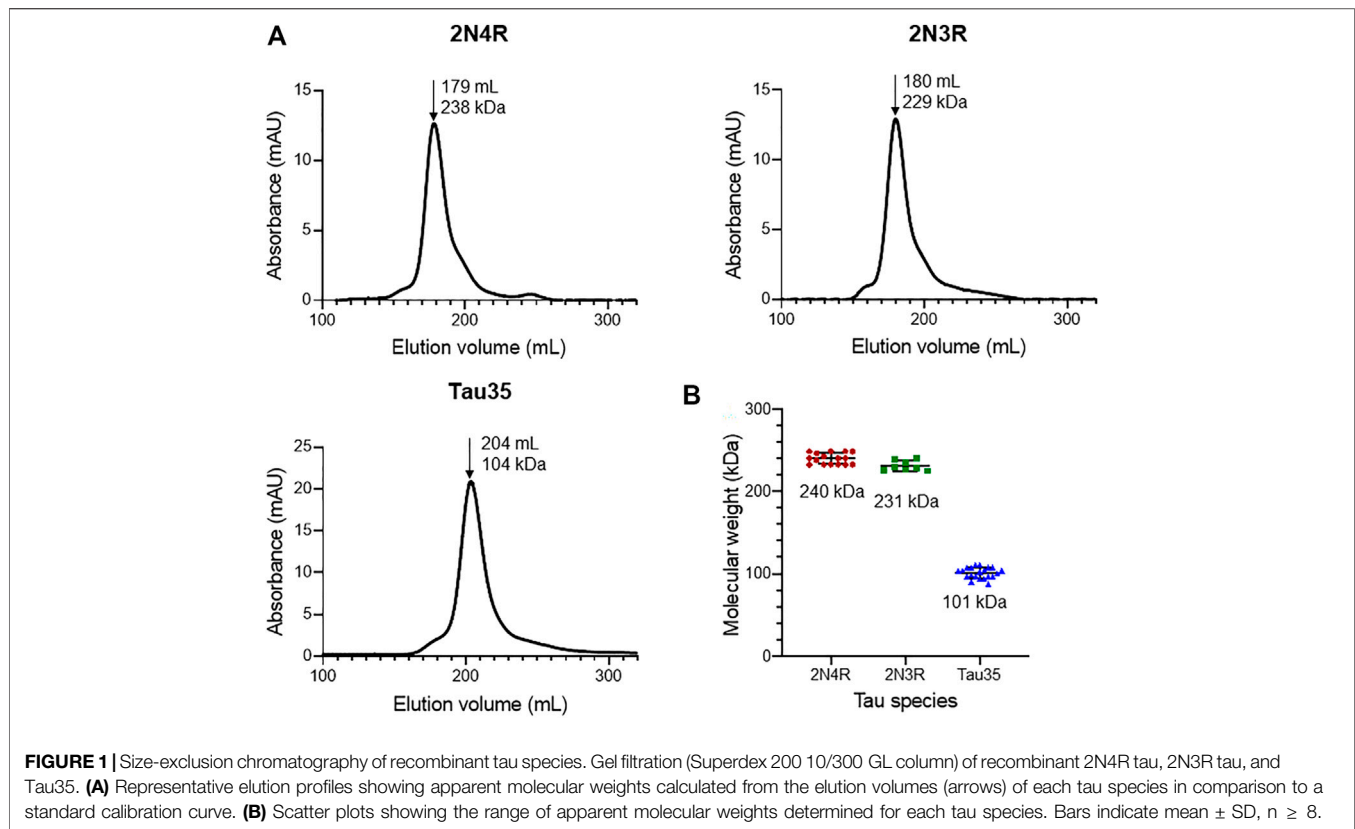 A
2N4R
179 mL
238 kDa
15
10
5
0
Absorbance (mAU)
100
200
300
Elution volume (mL)
2N3R
180 mL
229 kDa
15
10
5
0
Absorbance (mAU)
100
200
300
Elution volume (mL)
Tau35
204 mL
104 kDa
25
20
15
10
5
0
Absorbance (mAU)
100
200
300
Elution volume (mL)
B
300
200
100
0
Molecular weight (kDa)
240 kDa
231 kDa
101 kDa
2N4R
2N3R
Tau35
Tau species
FIGURE 1 | Size-exclusion chromatography of recombinant tau species. Gel filtration (Superdex 200 10/300 GL column) of recombinant 2N4R tau, 2N3R tau, and
Tau35. (A) Representative elution profiles showing apparent molecular weights calculated from the elution volumes (arrows) of each tau species in comparison to a
standard calibration curve. (B) Scatter plots showing the range of apparent molecular weights determined for each tau species. Bars indicate mean ± SD, n ≥ 8.